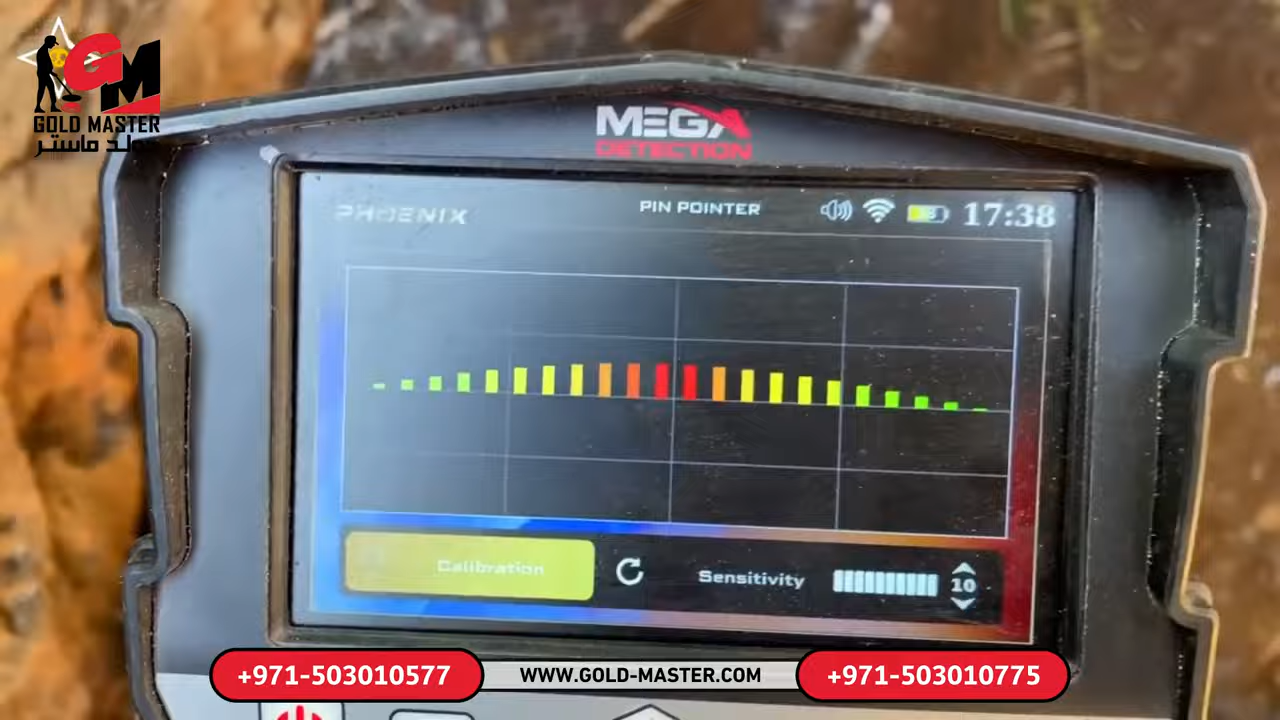 GM
GOLD MASTER
جولد ماستر
MEGA
DETECTION
PHOENIX
PIN POINTER
17:38
Calibration
Sensitivity
10
+971-503010577
WWW.GOLD-MASTER.COM
+971-503010775